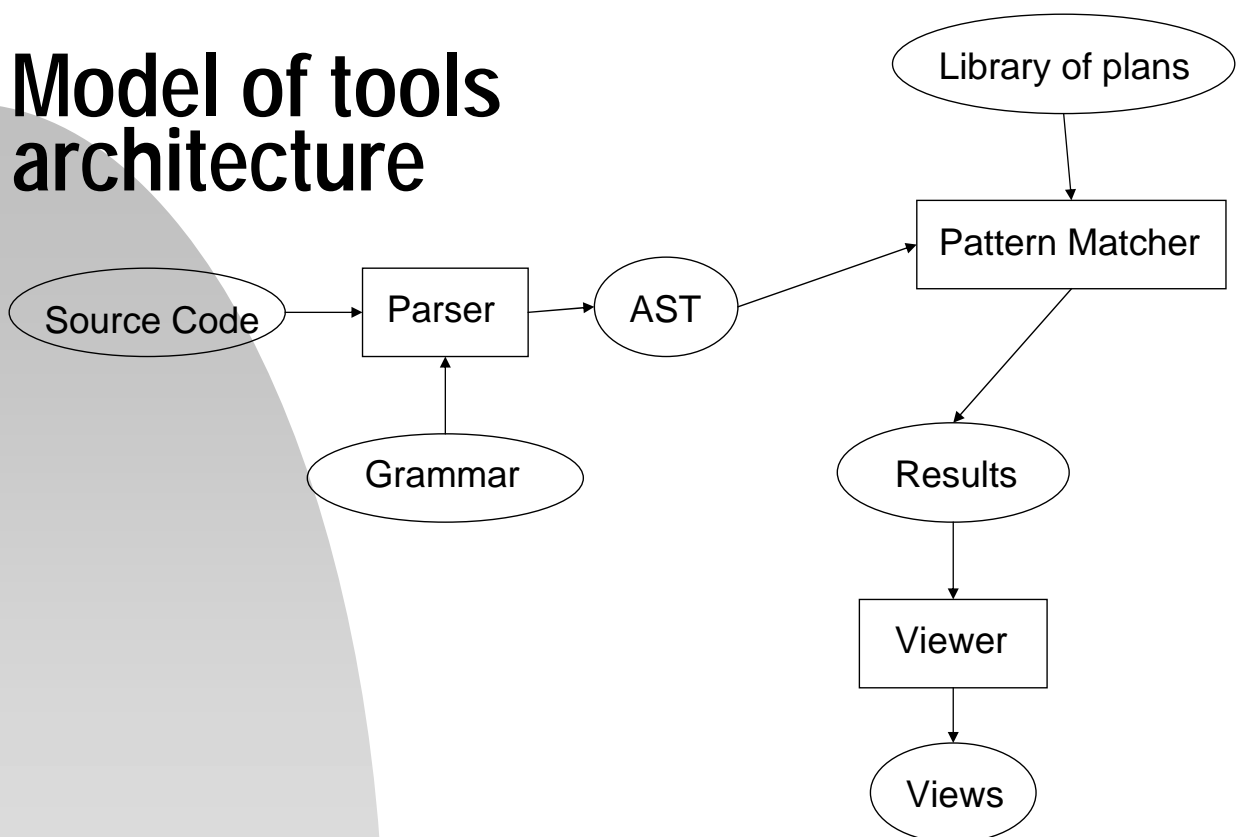 Model of tools
architecture
Library of plans
Pattern Matcher
Source Code
Parser
AST
Grammar
Results
Viewer
Views